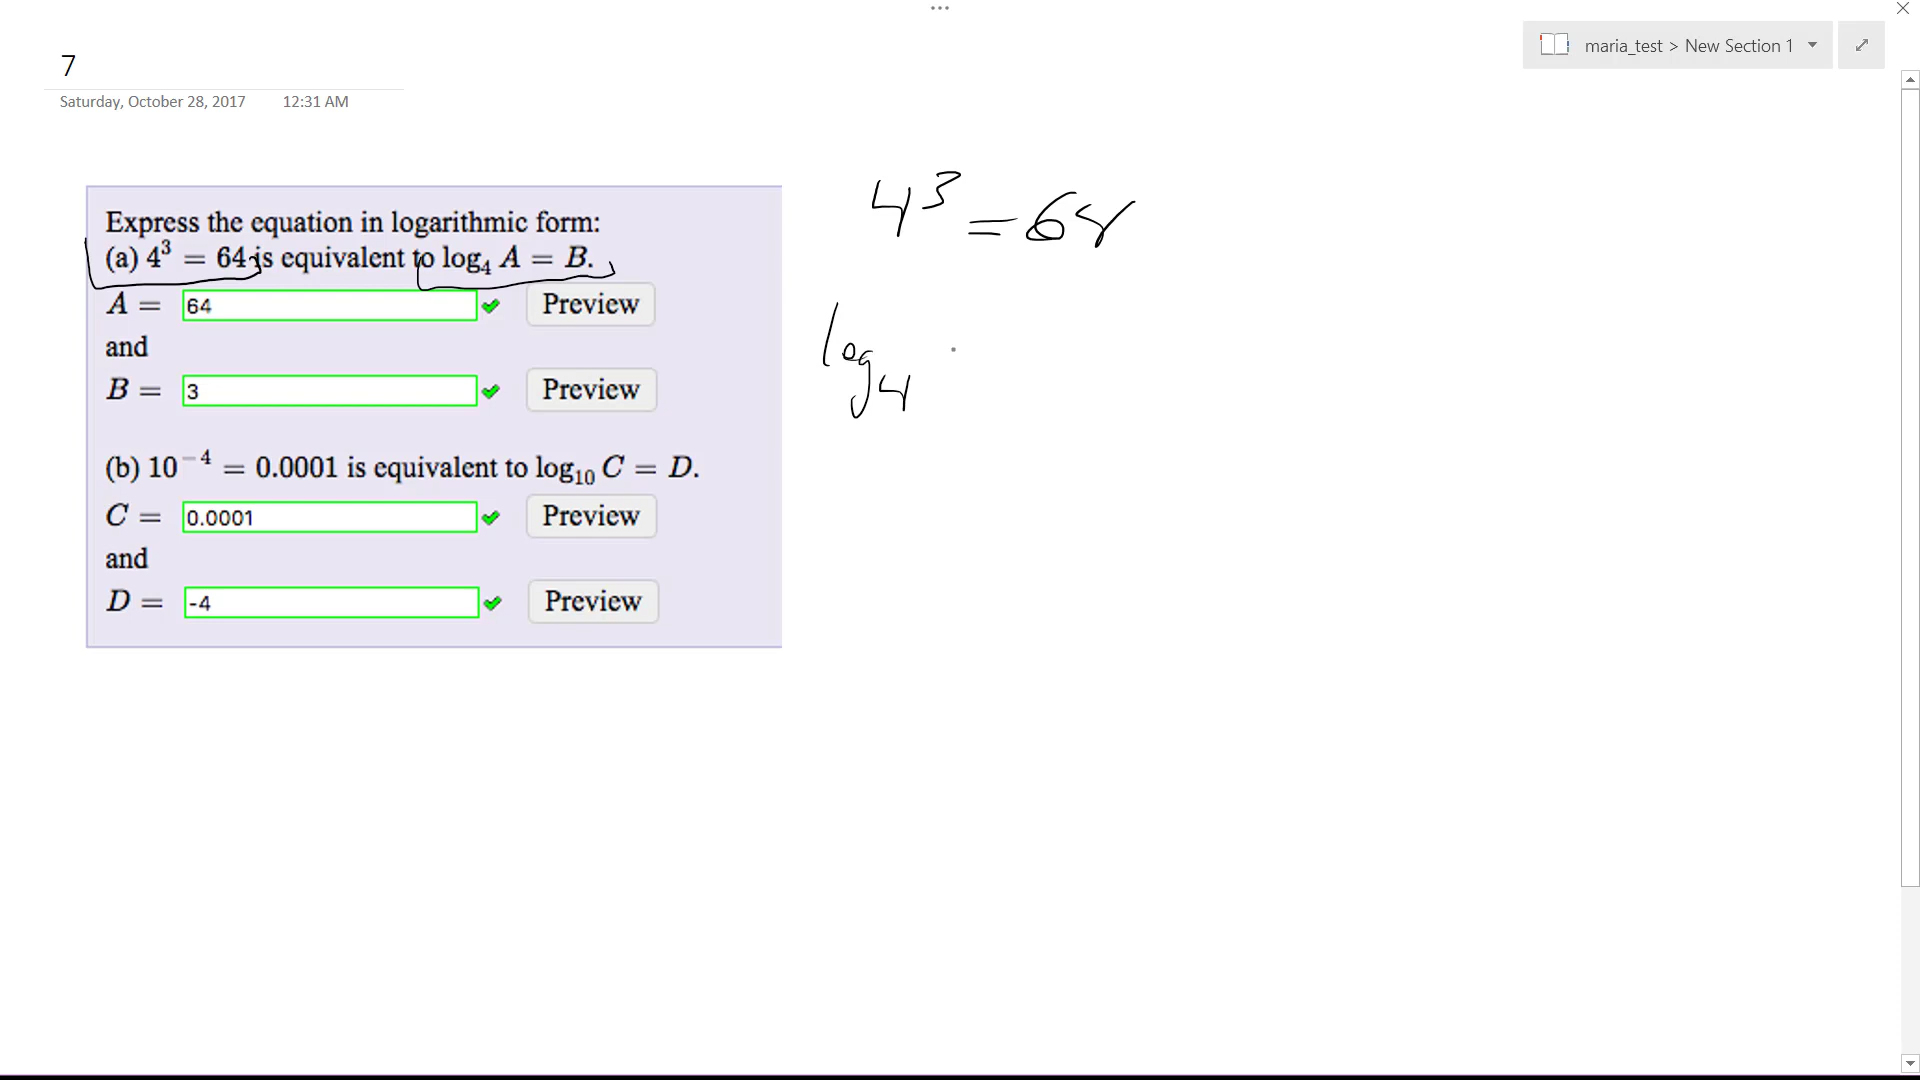 ...
maria_test > New Section 1
7
Saturday, October 28, 2017 12:31 AM
Express the equation in logarithmic form:
(a) 4³ = 64 is equivalent to log₄ A = B.
A = 64 Preview
and
B = 3 Preview
(b) 10⁻⁴ = 0.0001 is equivalent to log₁₀ C = D.
C = 0.0001 Preview
and
D = -4 Preview
4³ = 64
log₄